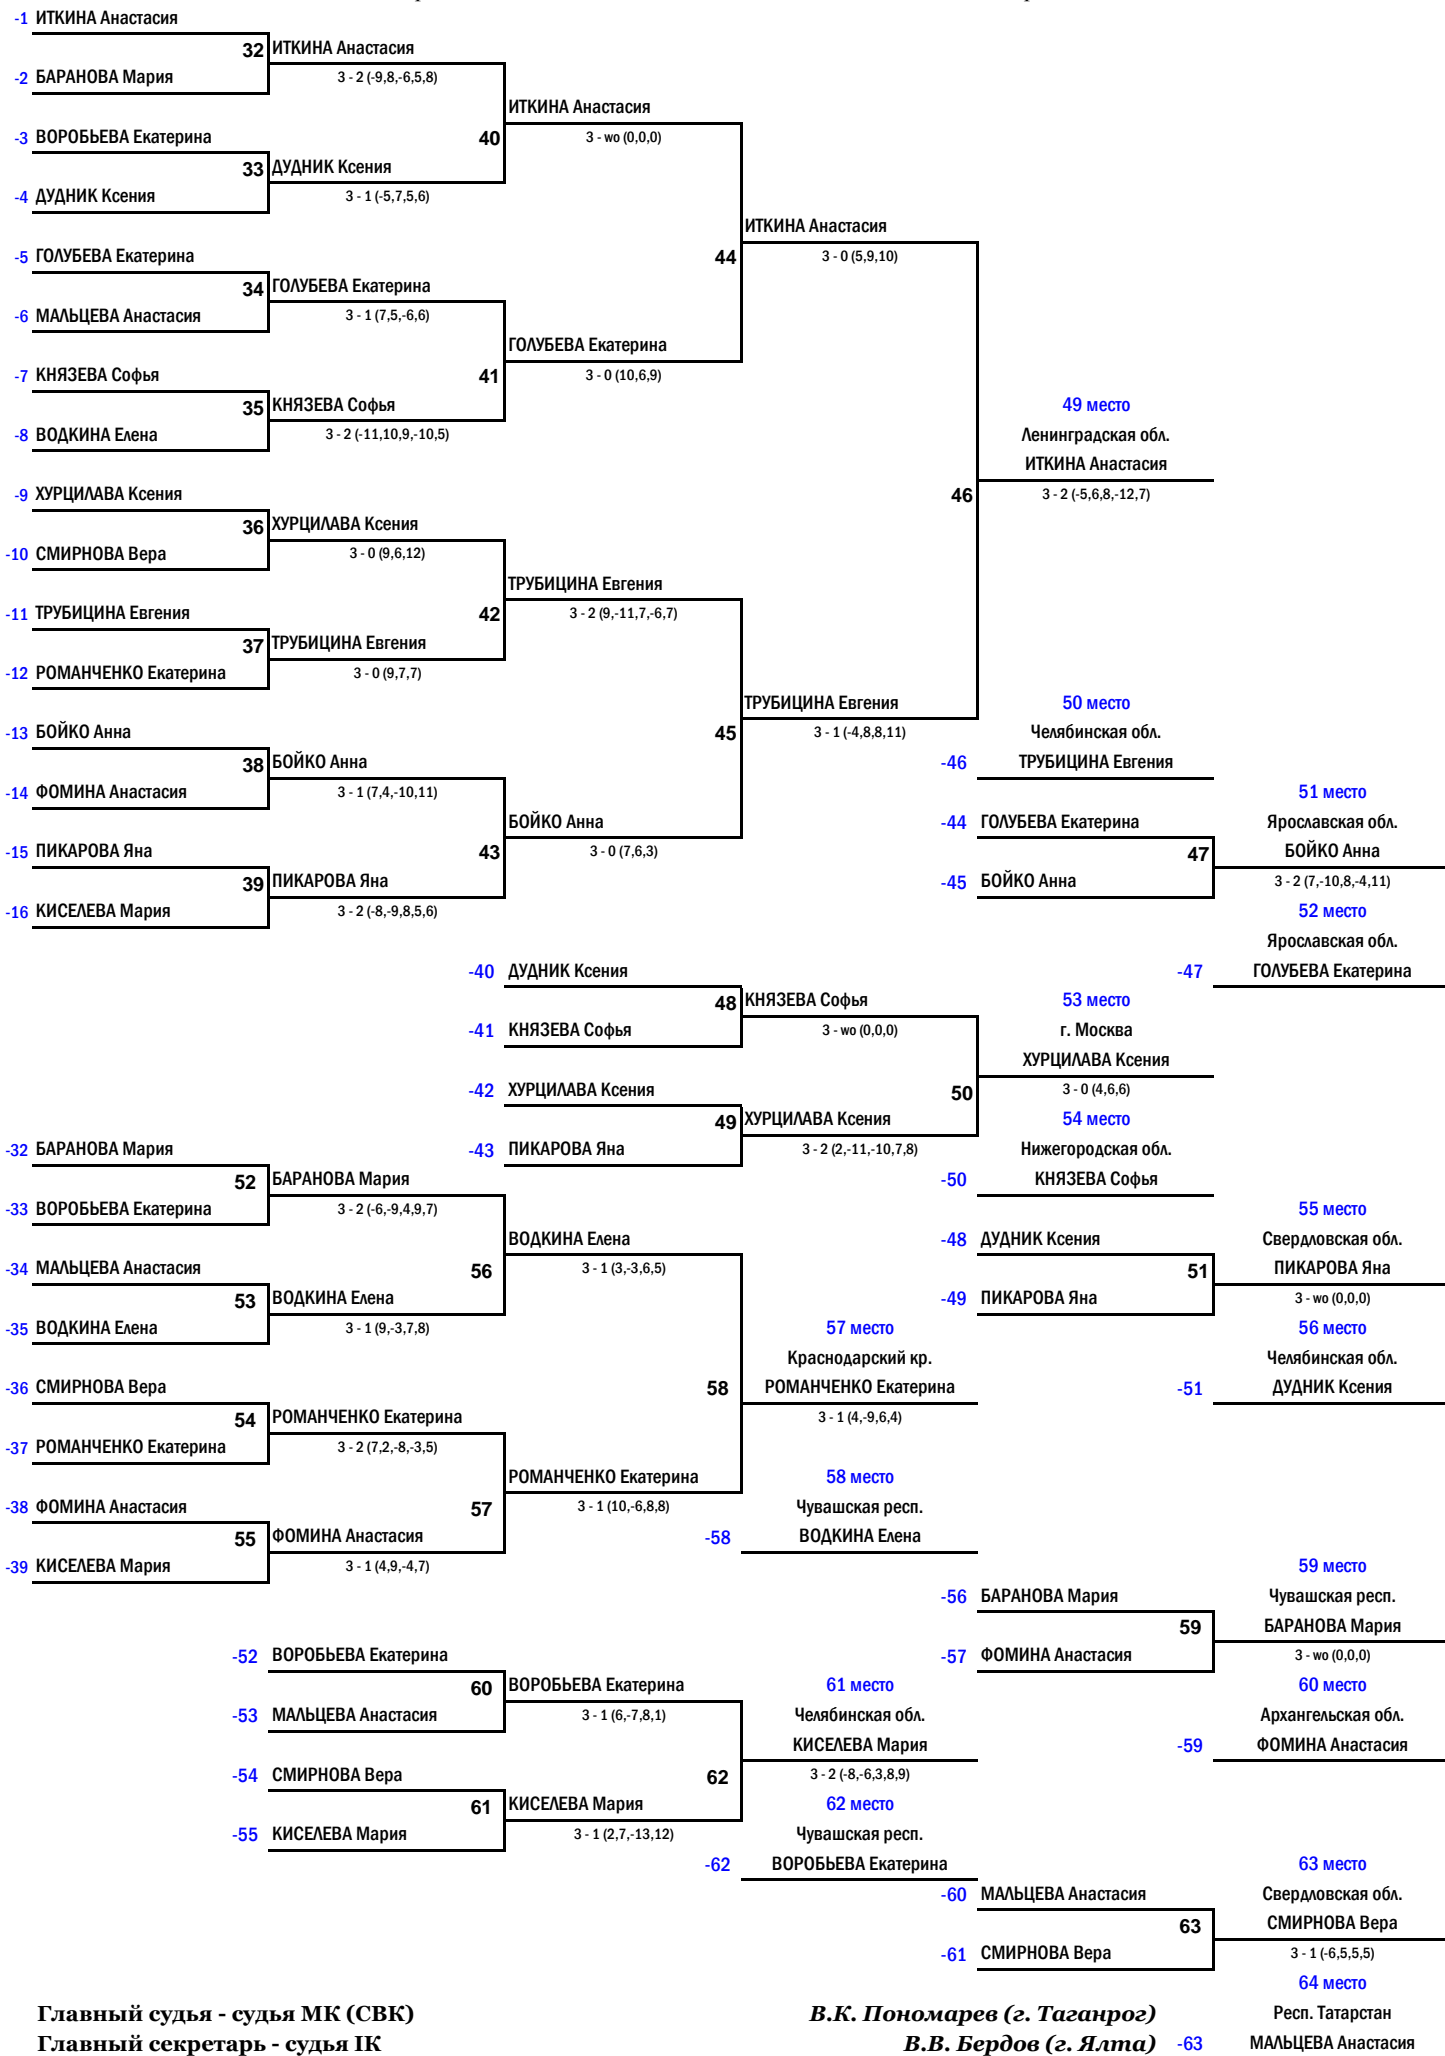 -1 ИТКИНА Анастасия
32 ИТКИНА Анастасия
-2 БАРАНОВА Мария 3 - 2 (-9,8,-6,5,8)
ИТКИНА Анастасия
-3 ВОРОБЬЕВА Екатерина 40 3 - wo (0,0,0)
33 ДУДНИК Ксения
-4 ДУДНИК Ксения 3 - 1 (-5,7,5,6)
ИТКИНА Анастасия
-5 ГОЛУБЕВА Екатерина 44 3 - 0 (5,9,10)
34 ГОЛУБЕВА Екатерина
-6 МАЛЬЦЕВА Анастасия 3 - 1 (7,5,-6,6)
ГОЛУБЕВА Екатерина
-7 КНЯЗЕВА Софья 41 3 - 0 (10,6,9)
35 КНЯЗЕВА Софья 49 место
-8 ВОДКИНА Елена 3 - 2 (-11,10,9,-10,5) Ленинградская обл.
ИТКИНА Анастасия
-9 ХУРЦИЛАВА Ксения 46 3 - 2 (-5,6,8,-12,7)
36 ХУРЦИЛАВА Ксения
-10 СМИРНОВА Вера 3 - 0 (9,6,12)
ТРУБИЦИНА Евгения
-11 ТРУБИЦИНА Евгения 42 3 - 2 (9,-11,7,-6,7)
37 ТРУБИЦИНА Евгения
-12 РОМАНЧЕНКО Екатерина 3 - 0 (9,7,7)
ТРУБИЦИНА Евгения 50 место
-13 БОЙКО Анна 45 3 - 1 (-4,8,8,11) Челябинская обл.
38 БОЙКО Анна -46 ТРУБИЦИНА Евгения
-14 ФОМИНА Анастасия 3 - 1 (7,4,-10,11) 51 место
БОЙКО Анна -44 ГОЛУБЕВА Екатерина Ярославская обл.
-15 ПИКАРОВА Яна 43 3 - 0 (7,6,3) 47 БОЙКО Анна
39 ПИКАРОВА Яна -45 БОЙКО Анна 3 - 2 (7,-10,8,-4,11)
-16 КИСЕЛЕВА Мария 3 - 2 (-8,-9,8,5,6) 52 место
Ярославская обл.
-40 ДУДНИК Ксения -47 ГОЛУБЕВА Екатерина
48 КНЯЗЕВА Софья 53 место
-41 КНЯЗЕВА Софья 3 - wo (0,0,0) г. Москва
ХУРЦИЛАВА Ксения
-42 ХУРЦИЛАВА Ксения 50 3 - 0 (4,6,6)
49 ХУРЦИЛАВА Ксения 54 место
-32 БАРАНОВА Мария -43 ПИКАРОВА Яна 3 - 2 (2,-11,-10,7,8) Нижегородская обл.
52 БАРАНОВА Мария -50 КНЯЗЕВА Софья
-33 ВОРОБЬЕВА Екатерина 3 - 2 (-6,-9,4,9,7) 55 место
ВОДКИНА Елена -48 ДУДНИК Ксения Свердловская обл.
-34 МАЛЬЦЕВА Анастасия 56 3 - 1 (3,-3,6,5) 51 ПИКАРОВА Яна
53 ВОДКИНА Елена -49 ПИКАРОВА Яна 3 - wo (0,0,0)
-35 ВОДКИНА Елена 3 - 1 (9,-3,7,8) 57 место 56 место
Краснодарский кр. Челябинская обл.
-36 СМИРНОВА Вера 58 РОМАНЧЕНКО Екатерина -51 ДУДНИК Ксения
54 РОМАНЧЕНКО Екатерина 3 - 1 (4,-9,6,4)
-37 РОМАНЧЕНКО Екатерина 3 - 2 (7,2,-8,-3,5)
РОМАНЧЕНКО Екатерина 58 место
-38 ФОМИНА Анастасия 57 3 - 1 (10,-6,8,8) Чувашская респ.
55 ФОМИНА Анастасия -58 ВОДКИНА Елена
-39 КИСЕЛЕВА Мария 3 - 1 (4,9,-4,7) 59 место
-56 БАРАНОВА Мария Чувашская респ.
59 БАРАНОВА Мария
-52 ВОРОБЬЕВА Екатерина -57 ФОМИНА Анастасия 3 - wo (0,0,0)
60 ВОРОБЬЕВА Екатерина 61 место 60 место
-53 МАЛЬЦЕВА Анастасия 3 - 1 (6,-7,8,1) Челябинская обл. Архангельская обл.
КИСЕЛЕВА Мария -59 ФОМИНА Анастасия
-54 СМИРНОВА Вера 62 3 - 2 (-8,-6,3,8,9)
61 КИСЕЛЕВА Мария 62 место
-55 КИСЕЛЕВА Мария 3 - 1 (2,7,-13,12) Чувашская респ.
-62 ВОРОБЬЕВА Екатерина 63 место
-60 МАЛЬЦЕВА Анастасия Свердловская обл.
63 СМИРНОВА Вера
-61 СМИРНОВА Вера 3 - 1 (-6,5,5,5)
64 место
Главный судья - судья МК (СВК) В.К. Пономарев (г. Таганрог) Респ. Татарстан
Главный секретарь - судья IК В.В. Бердов (г. Ялта) -63 МАЛЬЦЕВА Анастасия